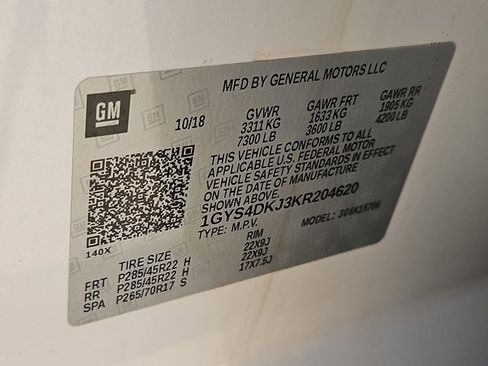 MFD BY GENERAL MOTORS LLC
GM
10/18 GVWR GAWR FRT GAWR RR
3311 KG 1633 KG 1905 KG
7300 LB 3600 LB 4200 LB
THIS VEHICLE CONFORMS TO ALL
APPLICABLE U.S. FEDERAL MOTOR
VEHICLE SAFETY STANDARDS IN EFFECT
ON THE DATE OF MANUFACTURE
SHOWN ABOVE.
1GYS4DKJ3KR204620
TYPE: M.P.V. MODEL:
140X
TIRE SIZE RIM
FRT P285/45R22 H 22X9J
RR P285/45R22 H 22X9J
SPA P265/70R17 S 17X7.5J